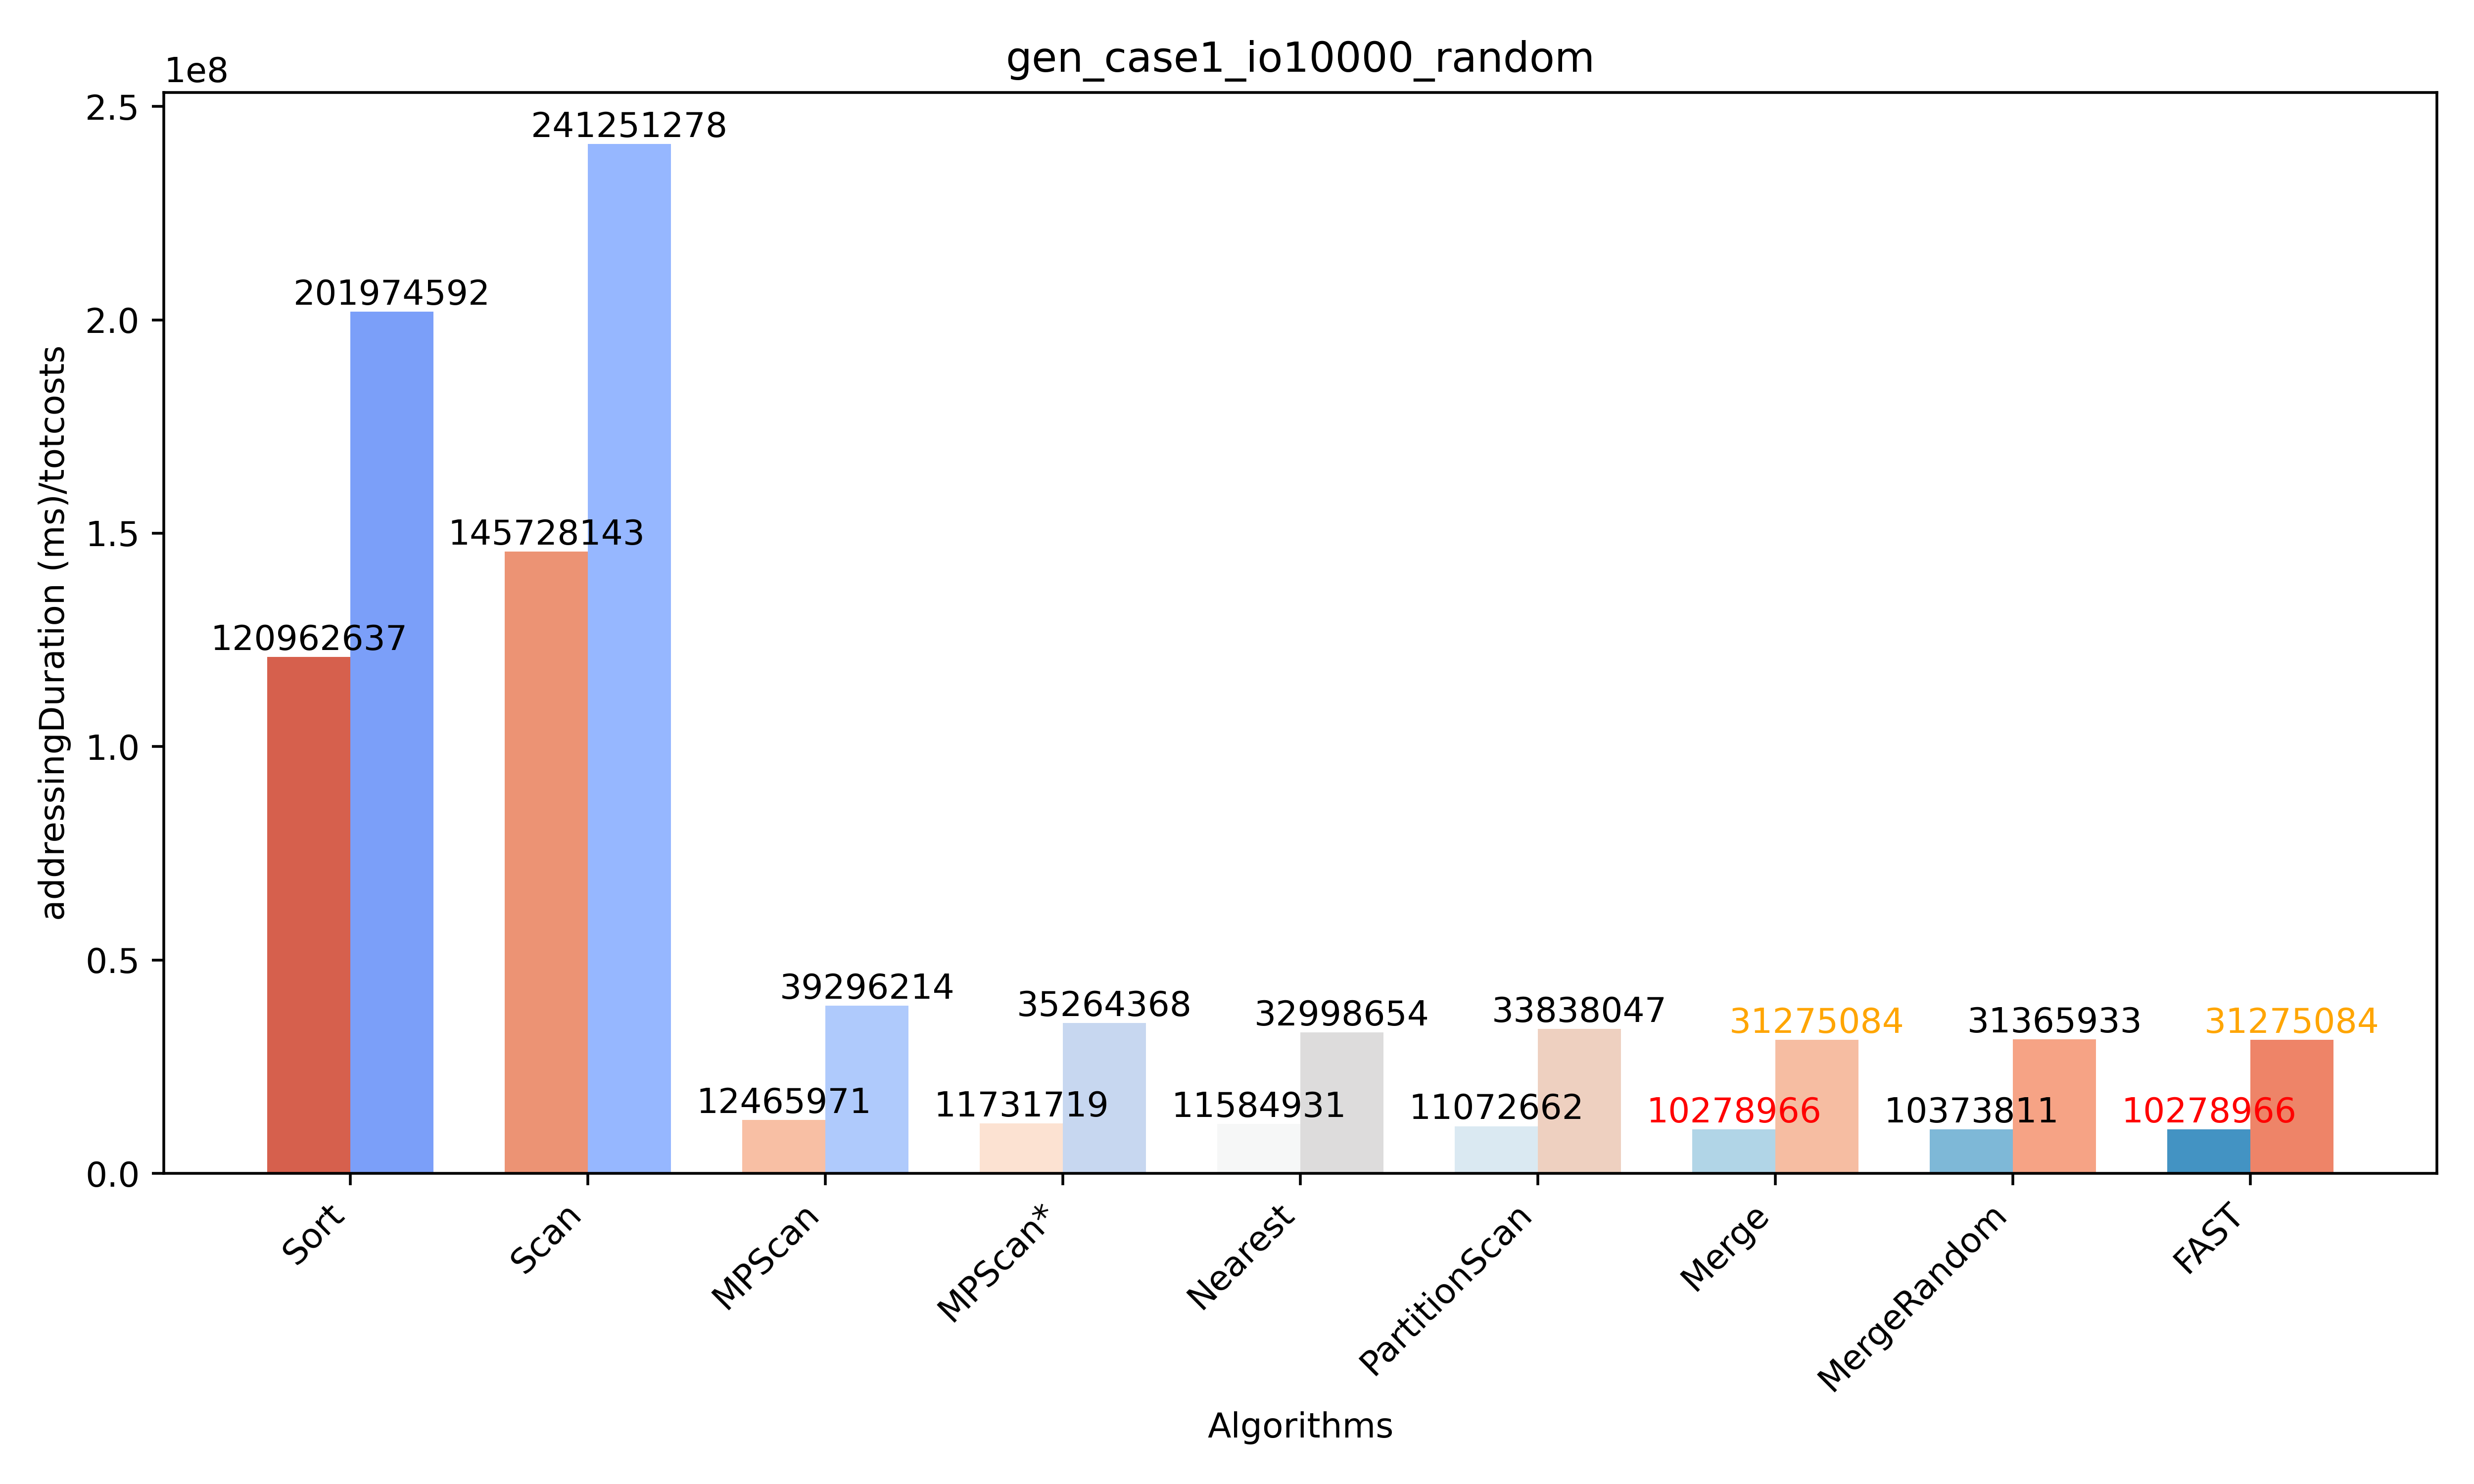 gen_case1_io10000_random
1e8
2.5
2.0
1.5
1.0
0.5
0.0
addressingDuration (ms)/totcosts
120962637
201974592
145728143
241251278
12465971
39296214
11731719
35264368
11584931
32998654
11072662
33838047
10278966
31275084
10373811
31365933
10278966
31275084
Sort
Scan
MPScan
MPScan*
Nearest
PartitionScan
Merge
MergeRandom
FAST
Algorithms